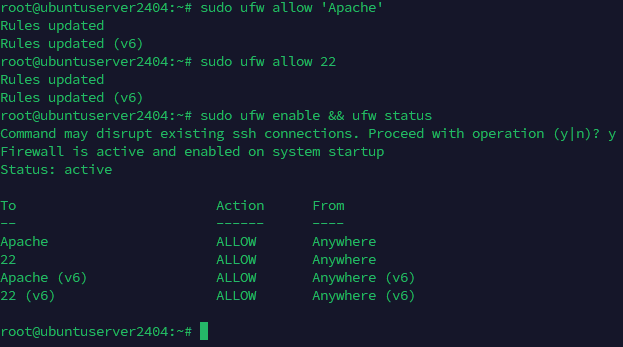 root@ubuntuserver2404:~# sudo ufw allow 'Apache'
Rules updated
Rules updated (v6)
root@ubuntuserver2404:~# sudo ufw allow 22
Rules updated
Rules updated (v6)
root@ubuntuserver2404:~# sudo ufw enable && ufw status
Command may disrupt existing ssh connections. Proceed with operation (y|n)? y
Firewall is active and enabled on system startup
Status: active

To                         Action      From
--                         ------      ----
Apache                     ALLOW       Anywhere
22                         ALLOW       Anywhere
Apache (v6)                ALLOW       Anywhere (v6)
22 (v6)                    ALLOW       Anywhere (v6)

root@ubuntuserver2404:~#